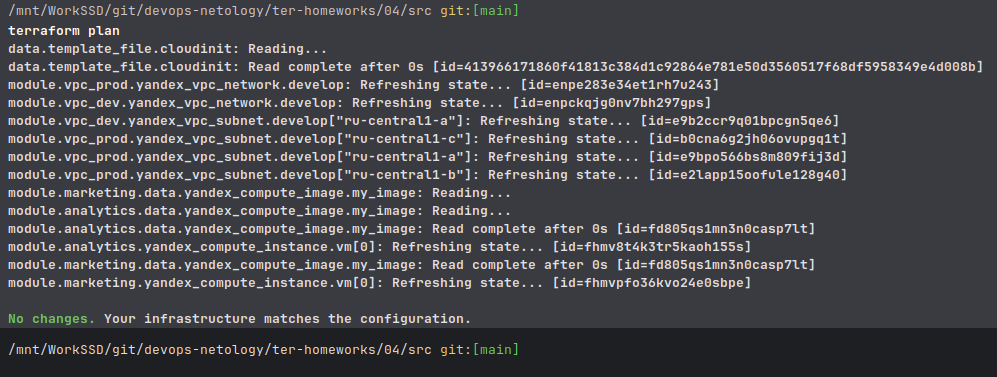 /mnt/WorkSSD/git/devops-netology/ter-homeworks/04/src git:[main]
terraform plan
data.template_file.cloudinit: Reading...
data.template_file.cloudinit: Read complete after 0s [id=413966171860f41813c384d1c92864e781e50d3560517f68df5958349e4d008b]
module.vpc_prod.yandex_vpc_network.develop: Refreshing state... [id=enpe283e34et1rh7u243]
module.vpc_dev.yandex_vpc_network.develop: Refreshing state... [id=enpckqjg0nv7bh297gps]
module.vpc_dev.yandex_vpc_subnet.develop["ru-central1-a"]: Refreshing state... [id=e9b2ccr9q01bpcgn5qe6]
module.vpc_prod.yandex_vpc_subnet.develop["ru-central1-c"]: Refreshing state... [id=b0cna6g2jh06ovupgq1t]
module.vpc_prod.yandex_vpc_subnet.develop["ru-central1-a"]: Refreshing state... [id=e9bpo566bs8m809fij3d]
module.vpc_prod.yandex_vpc_subnet.develop["ru-central1-b"]: Refreshing state... [id=e2lapp15oofule128g40]
module.marketing.data.yandex_compute_image.my_image: Reading...
module.analytics.data.yandex_compute_image.my_image: Reading...
module.analytics.data.yandex_compute_image.my_image: Read complete after 0s [id=fd805qs1mn3n0casp7lt]
module.analytics.yandex_compute_instance.vm[0]: Refreshing state... [id=fhmv8t4k3tr5kaoh155s]
module.marketing.data.yandex_compute_image.my_image: Read complete after 0s [id=fd805qs1mn3n0casp7lt]
module.marketing.yandex_compute_instance.vm[0]: Refreshing state... [id=fhmvpfo36kvo24e0sbpe]
No changes. Your infrastructure matches the configuration.
/mnt/WorkSSD/git/devops-netology/ter-homeworks/04/src git:[main]